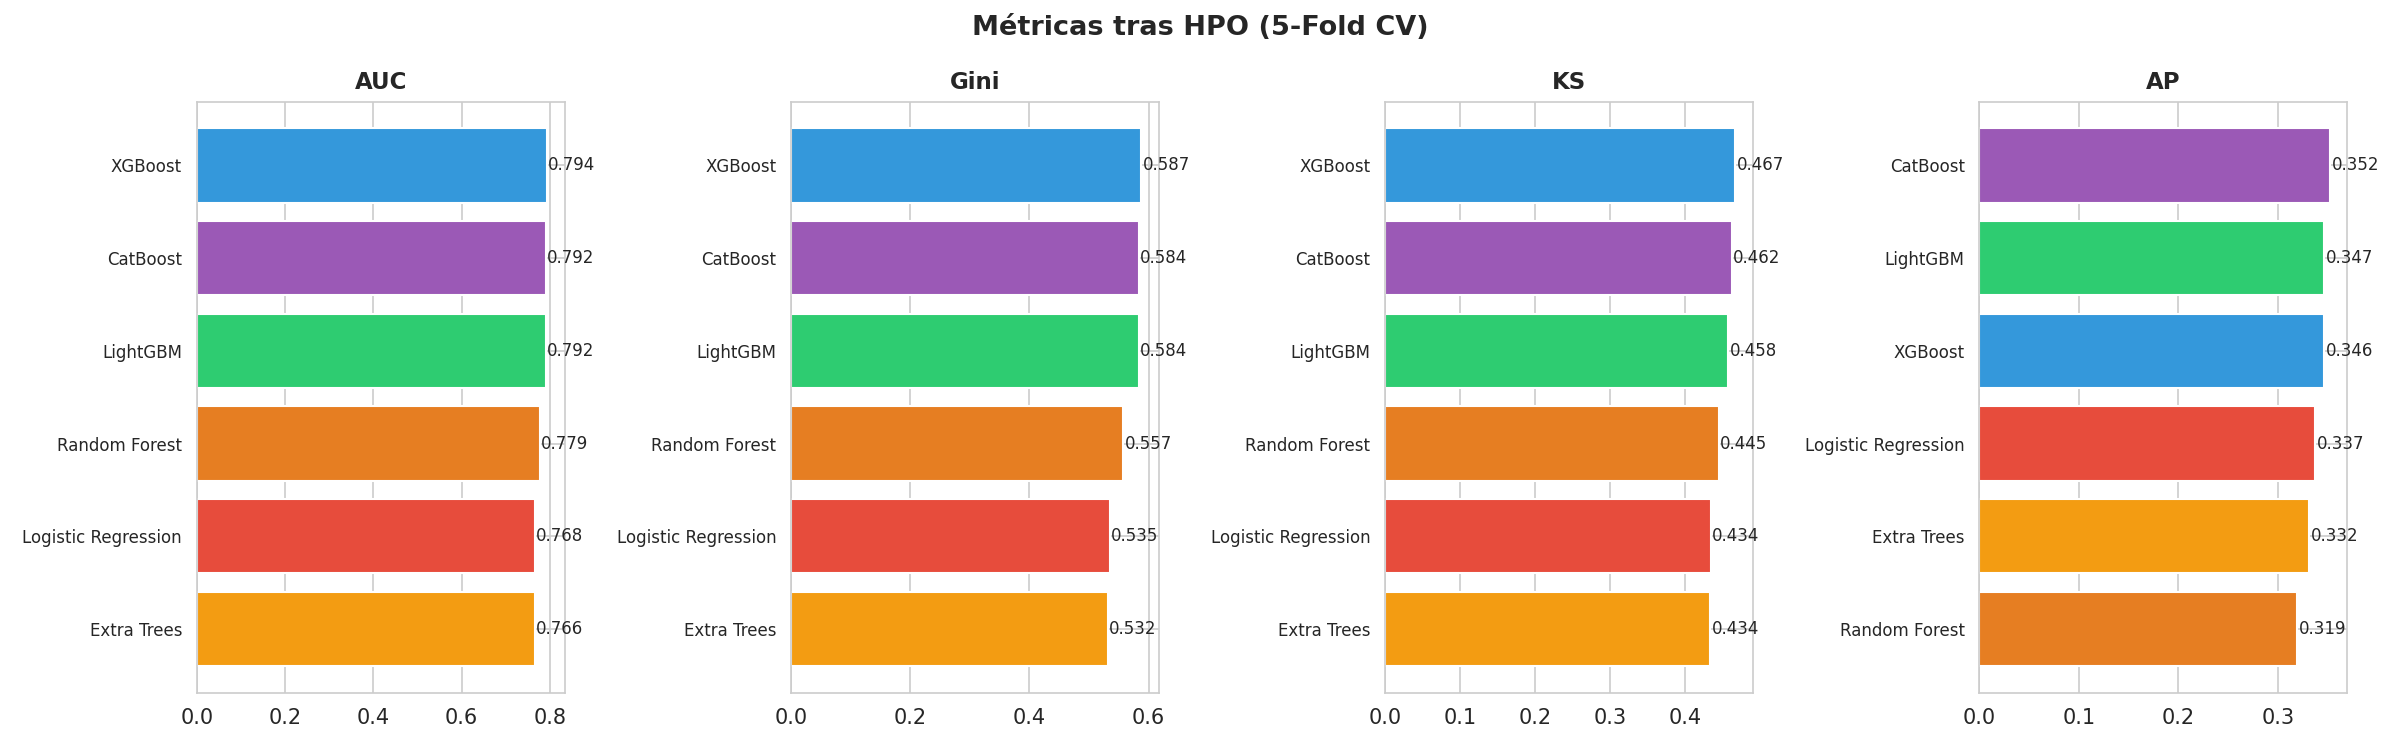 Métricas tras HPO (5-Fold CV)
AUC
XGBoost 0.794
CatBoost 0.792
LightGBM 0.792
Random Forest 0.779
Logistic Regression 0.768
Extra Trees 0.766
0.0 0.2 0.4 0.6 0.8
Gini
XGBoost 0.587
CatBoost 0.584
LightGBM 0.584
Random Forest 0.557
Logistic Regression 0.535
Extra Trees 0.532
0.0 0.2 0.4 0.6
KS
XGBoost 0.467
CatBoost 0.462
LightGBM 0.458
Random Forest 0.445
Logistic Regression 0.434
Extra Trees 0.434
0.0 0.1 0.2 0.3 0.4
AP
CatBoost 0.352
LightGBM 0.347
XGBoost 0.346
Logistic Regression 0.337
Extra Trees 0.332
Random Forest 0.319
0.0 0.1 0.2 0.3